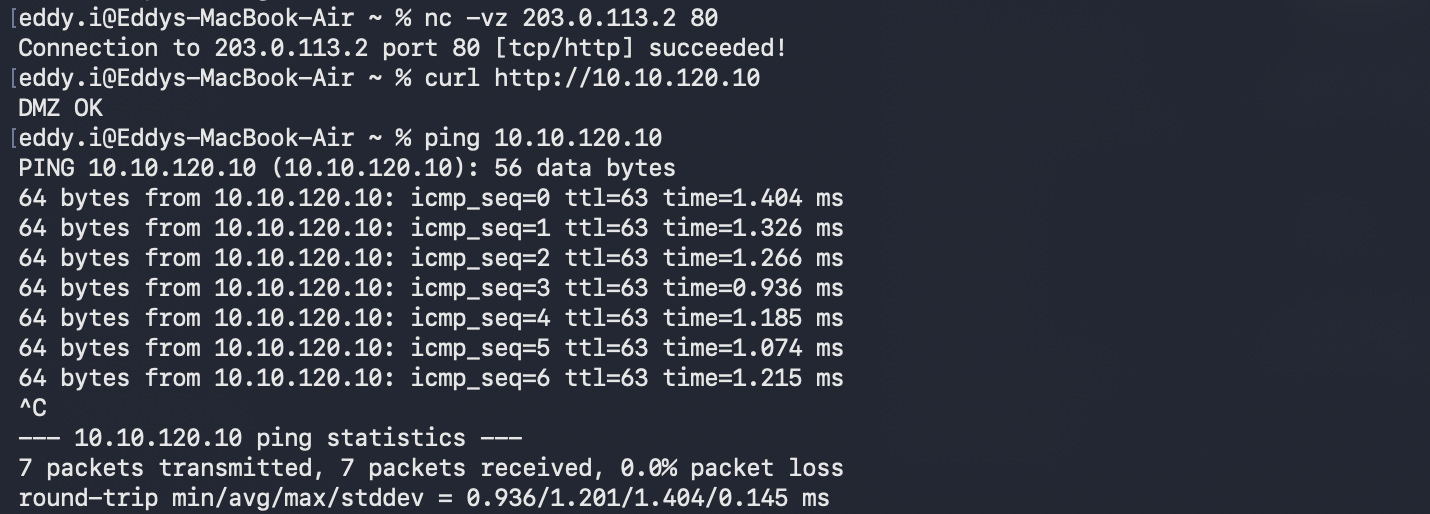 [eddy.i@Eddys-MacBook-Air ~ % nc -vz 203.0.113.2 80
Connection to 203.0.113.2 port 80 [tcp/http] succeeded!
[eddy.i@Eddys-MacBook-Air ~ % curl http://10.10.120.10
DMZ OK
[eddy.i@Eddys-MacBook-Air ~ % ping 10.10.120.10
PING 10.10.120.10 (10.10.120.10): 56 data bytes
64 bytes from 10.10.120.10: icmp_seq=0 ttl=63 time=1.404 ms
64 bytes from 10.10.120.10: icmp_seq=1 ttl=63 time=1.326 ms
64 bytes from 10.10.120.10: icmp_seq=2 ttl=63 time=1.266 ms
64 bytes from 10.10.120.10: icmp_seq=3 ttl=63 time=0.936 ms
64 bytes from 10.10.120.10: icmp_seq=4 ttl=63 time=1.185 ms
64 bytes from 10.10.120.10: icmp_seq=5 ttl=63 time=1.074 ms
64 bytes from 10.10.120.10: icmp_seq=6 ttl=63 time=1.215 ms
^C
--- 10.10.120.10 ping statistics ---
7 packets transmitted, 7 packets received, 0.0% packet loss
round-trip min/avg/max/stddev = 0.936/1.201/1.404/0.145 ms